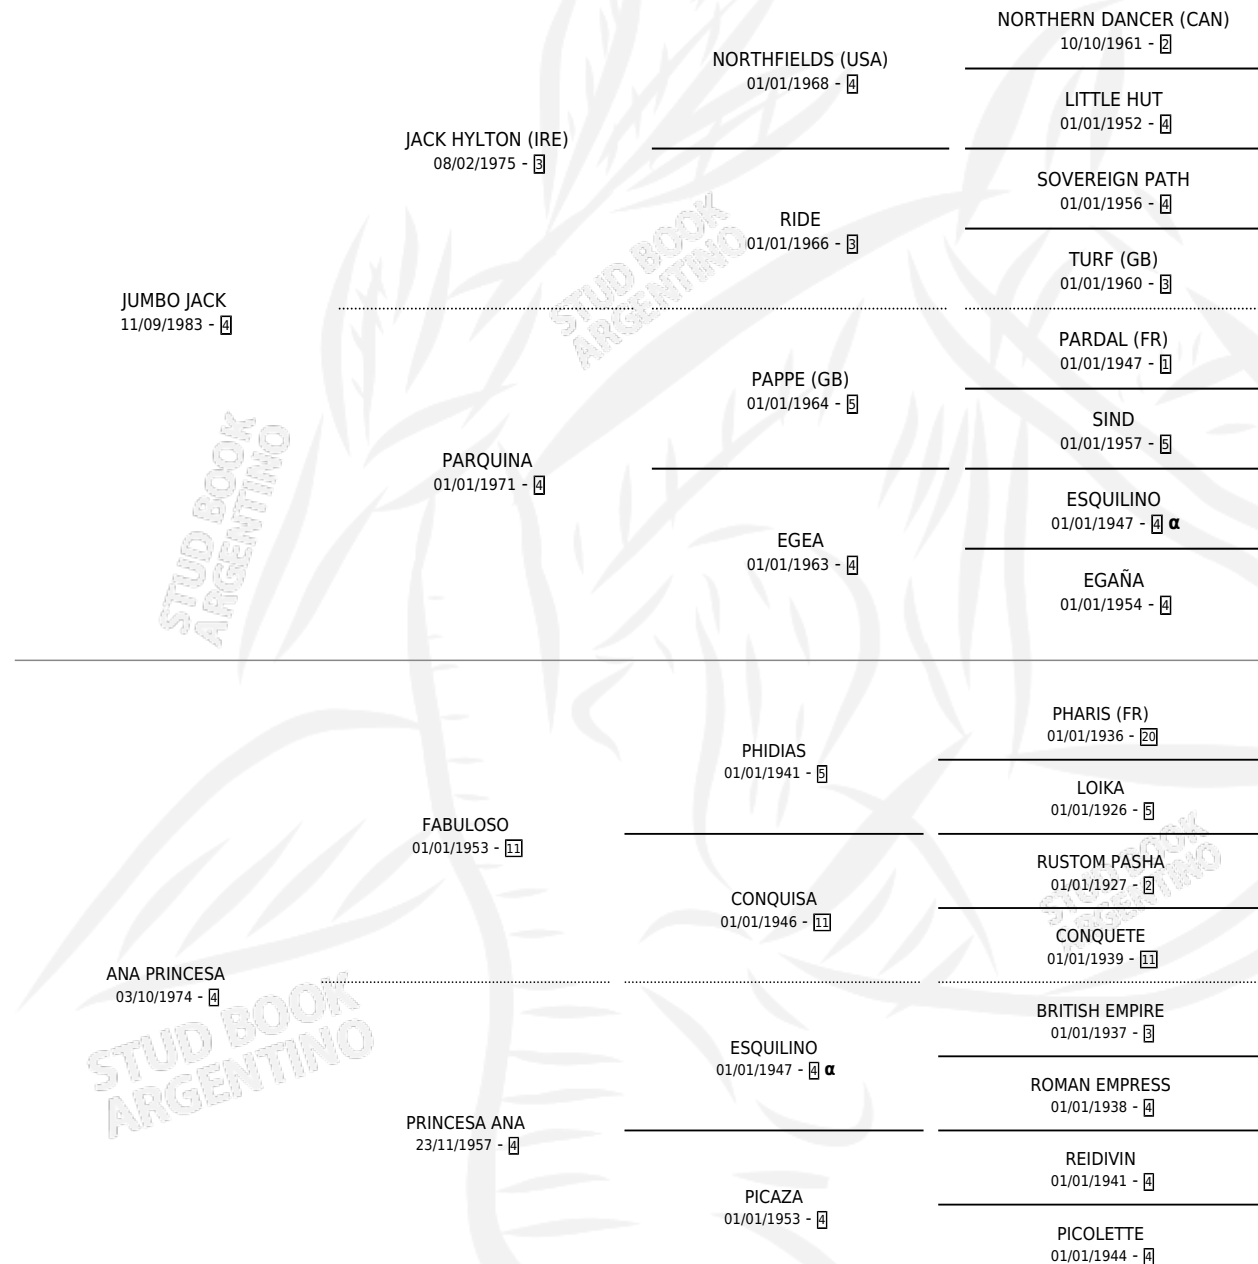 NORTHERN DANCER (CAN)
10/10/1961 - 2
NORTHFIELDS (USA)
01/01/1968 - 4
LITTLE HUT
01/01/1952 - 4
JACK HYLTON (IRE)
08/02/1975 - 3
SOVEREIGN PATH
01/01/1956 - 4
RIDE
01/01/1966 - 3
TURF (GB)
01/01/1960 - 3
JUMBO JACK
11/09/1983 - 4
PARDAL (FR)
01/01/1947 - 1
PAPPE (GB)
01/01/1964 - 5
SIND
01/01/1957 - 5
PARQUINA
01/01/1971 - 4
ESQUILINO
01/01/1947 - 4 α
EGEA
01/01/1963 - 4
EGAÑA
01/01/1954 - 4
PHARIS (FR)
01/01/1936 - 20
PHIDIAS
01/01/1941 - 5
LOIKA
01/01/1926 - 5
FABULOSO
01/01/1953 - 11
RUSTOM PASHA
01/01/1927 - 2
CONQUISA
01/01/1946 - 11
CONQUETE
01/01/1939 - 11
ANA PRINCESA
03/10/1974 - 4
BRITISH EMPIRE
01/01/1937 - 3
ESQUILINO
01/01/1947 - 4 α
ROMAN EMPRESS
01/01/1938 - 4
PRINCESA ANA
23/11/1957 - 4
REIDIVIN
01/01/1941 - 4
PICAZA
01/01/1953 - 4
PICOLETTE
01/01/1944 - 4
STUD BOOK
ARGENTINO
STUD BOOK
ARGENTINO
STUD BOOK
ARGENTINO
STUD BOOK
ARGENTINO